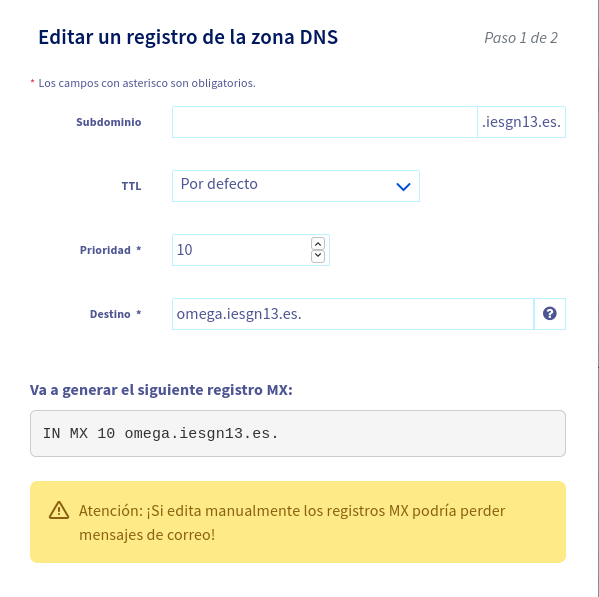 Editar un registro de la zona DNS
Paso 1 de 2
* Los campos con asterisco son obligatorios.
Subdominio
.iesgn13.es.
TTL
Por defecto
Prioridad *
10
Destino *
omega.iesgn13.es.
?
Va a generar el siguiente registro MX:
IN MX 10 omega.iesgn13.es.
Atención: ¡Si edita manualmente los registros MX podría perder
mensajes de correo!